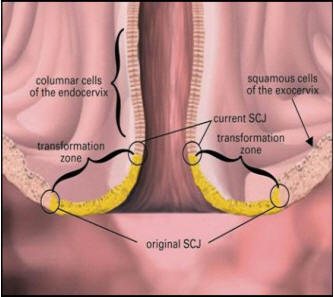 columnar cells
of the endocervix
squamous cells
of the exocervix
current SCJ
transformation
zone
transformation
zone
original SCJ